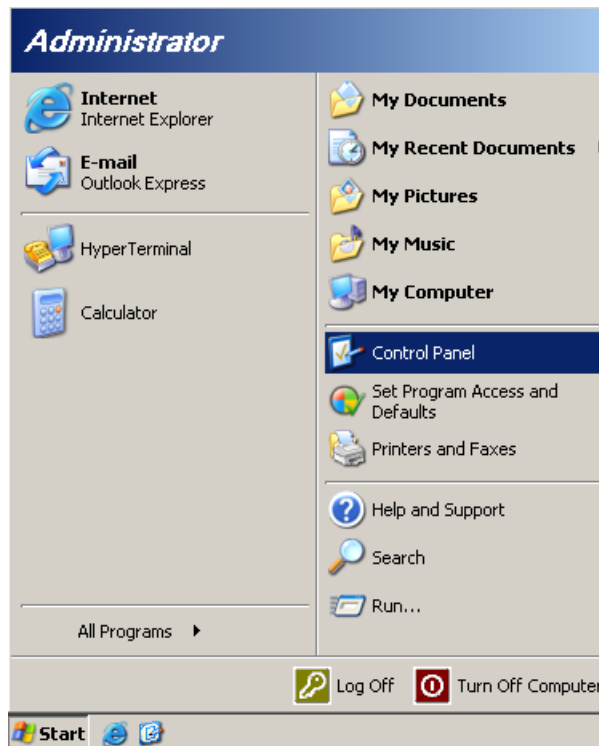 Administrator
Internet
Internet Explorer
E-mail
Outlook Express
HyperTerminal
Calculator
All Programs
My Documents
My Recent Documents
My Pictures
My Music
My Computer
Control Panel
Set Program Access and
Defaults
Printers and Faxes
Help and Support
Search
Run...
Log Off
Turn Off Computer
Start